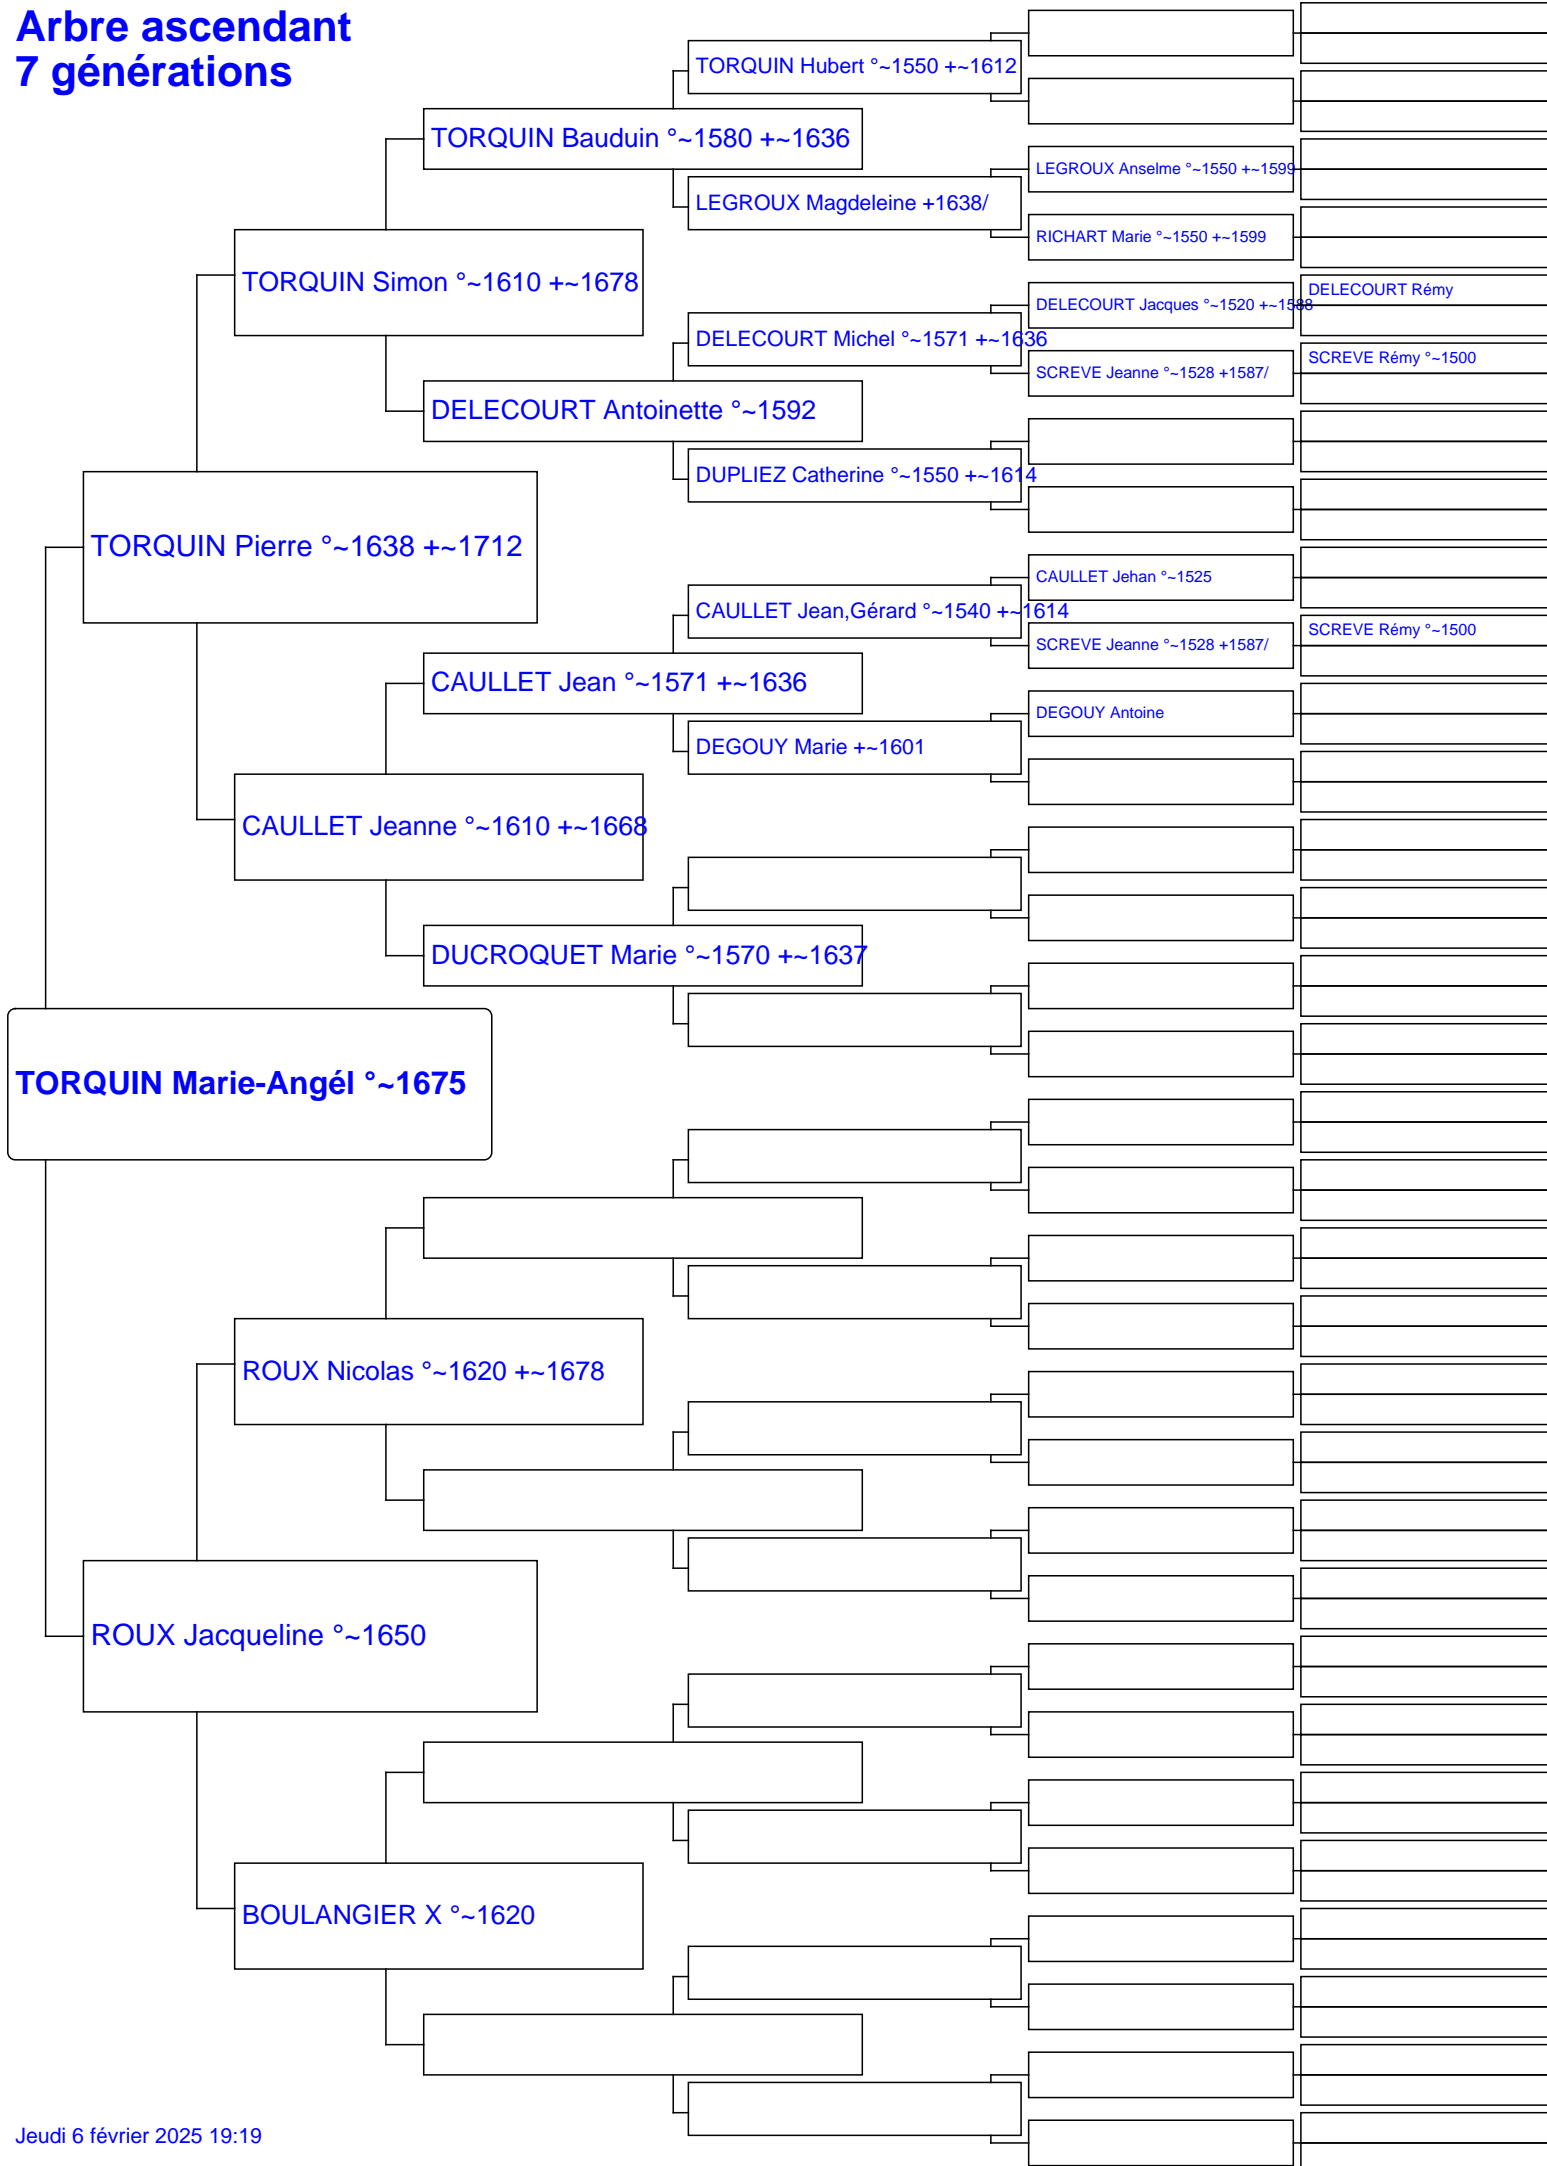 Arbre ascendant
7 générations
TORQUIN Hubert °~1550 +~1612
TORQUIN Bauduin °~1580 +~1636
LEGROUX Anselme °~1550 +~1599
LEGROUX Magdeleine +1638/
RICHART Marie °~1550 +~1599
TORQUIN Simon °~1610 +~1678
DELECOURT Rémy
DELECOURT Jacques °~1520 +~1588
DELECOURT Michel °~1571 +~1636
SCREVE Rémy °~1500
SCREVE Jeanne °~1528 +1587/
DELECOURT Antoinette °~1592
DUPLIEZ Catherine °~1550 +~1614
TORQUIN Pierre °~1638 +~1712
CAULLET Jehan °~1525
CAULLET Jean,Gérard °~1540 +~1614
SCREVE Rémy °~1500
SCREVE Jeanne °~1528 +1587/
CAULLET Jean °~1571 +~1636
DEGOUY Antoine
DEGOUY Marie +~1601
CAULLET Jeanne °~1610 +~1668
DUCROQUET Marie °~1570 +~1637
TORQUIN Marie-Angél °~1675
ROUX Nicolas °~1620 +~1678
ROUX Jacqueline °~1650
BOULANGIER X °~1620
Jeudi 6 février 2025 19:19